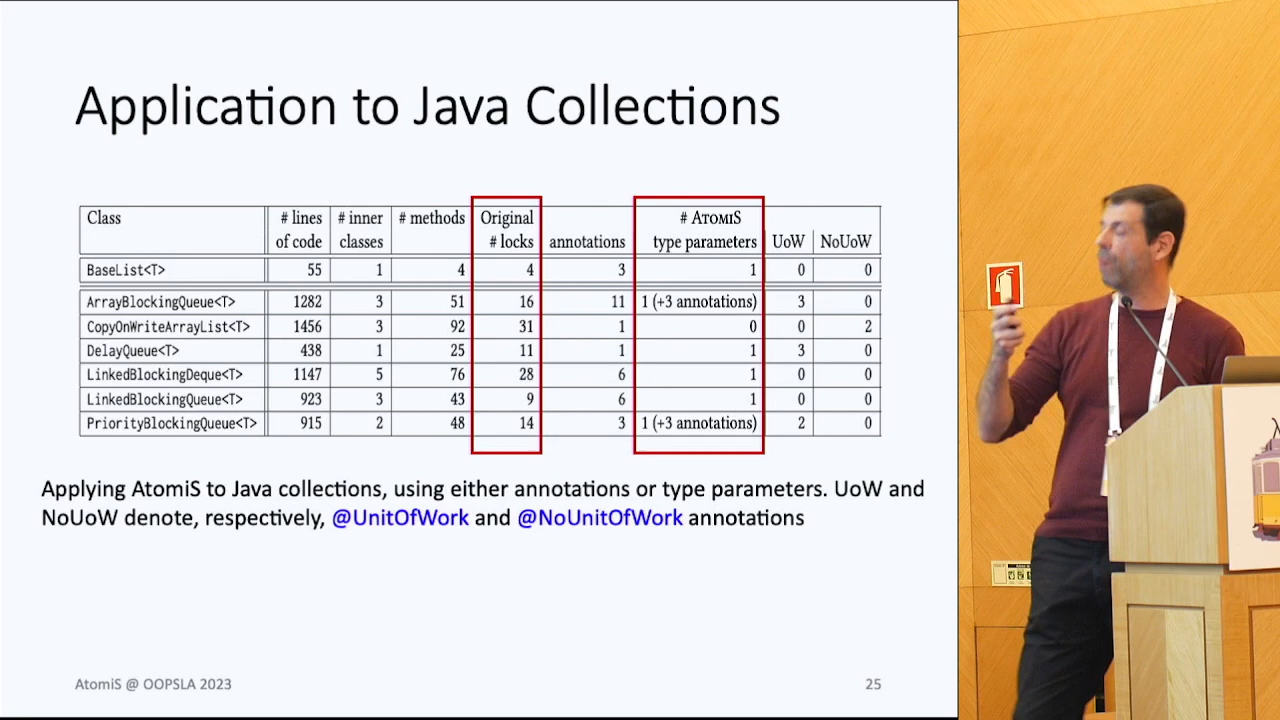 Application to Java Collections
Class # lines of code # inner classes # methods Original # locks # ATOMIS annotations type parameters UoW NoUoW
BaseList<T> 55 1 4 4 3 1 0 0
ArrayBlockingQueue<T> 1282 3 51 16 11 1 (+3 annotations) 3 0
CopyOnWriteArrayList<T> 1456 3 92 31 1 0 0 2
DelayQueue<T> 438 1 25 11 1 1 3 0
LinkedBlockingDeque<T> 1147 5 76 28 6 1 0 0
LinkedBlockingQueue<T> 923 3 43 9 6 1 0 0
PriorityBlockingQueue<T> 915 2 48 14 3 1 (+3 annotations) 2 0
Applying AtomiS to Java collections, using either annotations or type parameters. UoW and
NoUoW denote, respectively, @UnitOfWork and @NoUnitOfWork annotations
AtomiS @ OOPSLA 2023
25